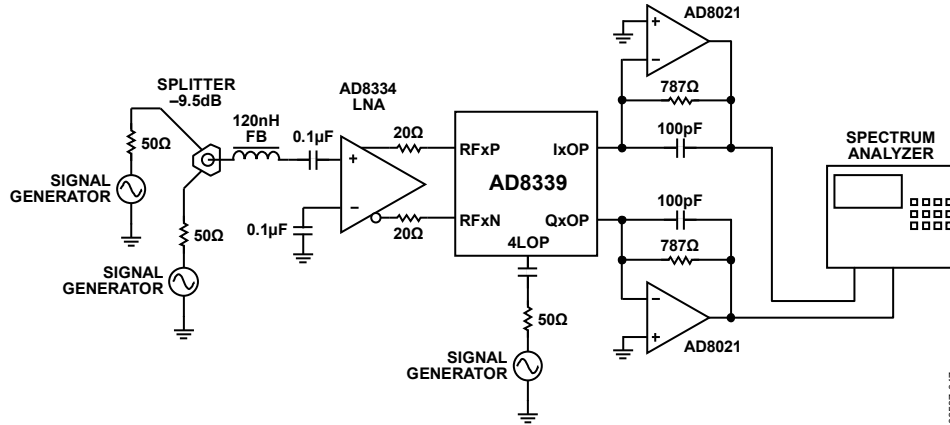 AD8021
787Ω
100pF
SPLITTER
–9.5dB
50Ω
SIGNAL
GENERATOR
50Ω
SIGNAL
GENERATOR
120nH
FB
0.1µF
0.1µF
AD8334
LNA
+
–
20Ω
20Ω
RFxP
IxOP
AD8339
RFxN
QxOP
4LOP
50Ω
SIGNAL
GENERATOR
+
–
100pF
787Ω
–
+
AD8021
SPECTRUM
ANALYZER